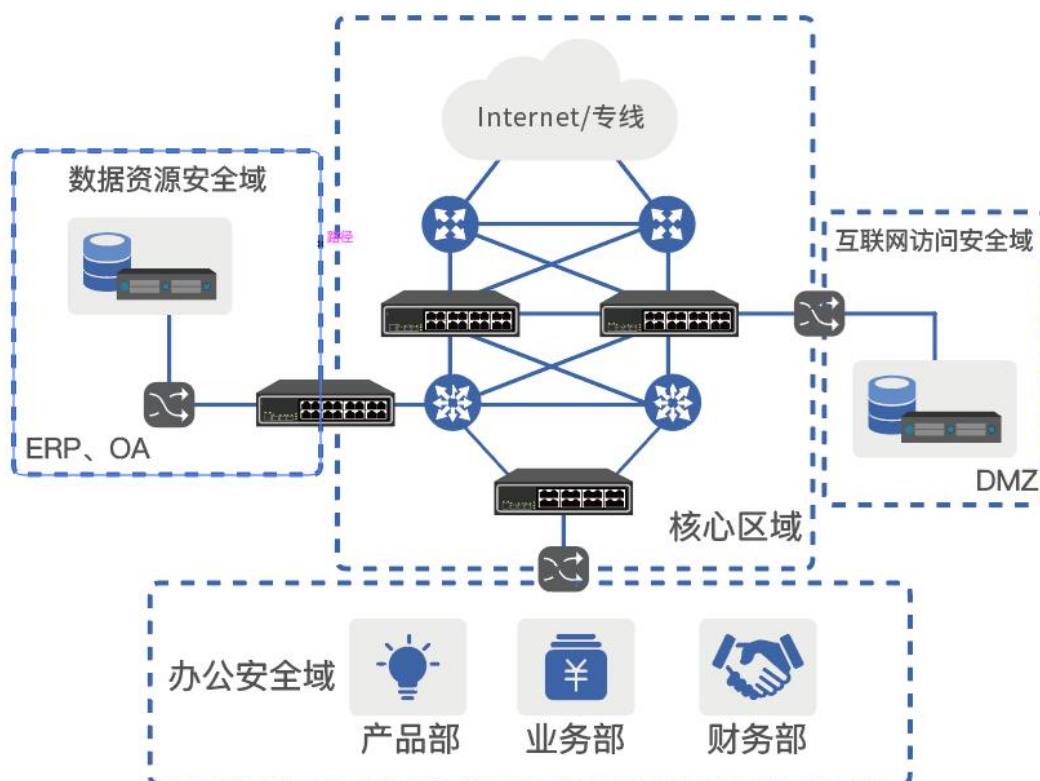 Internet/专线
数据资源安全域
路径
互联网访问安全域
ERP、OA
DMZ
核心区域
办公安全域
产品部
业务部
财务部